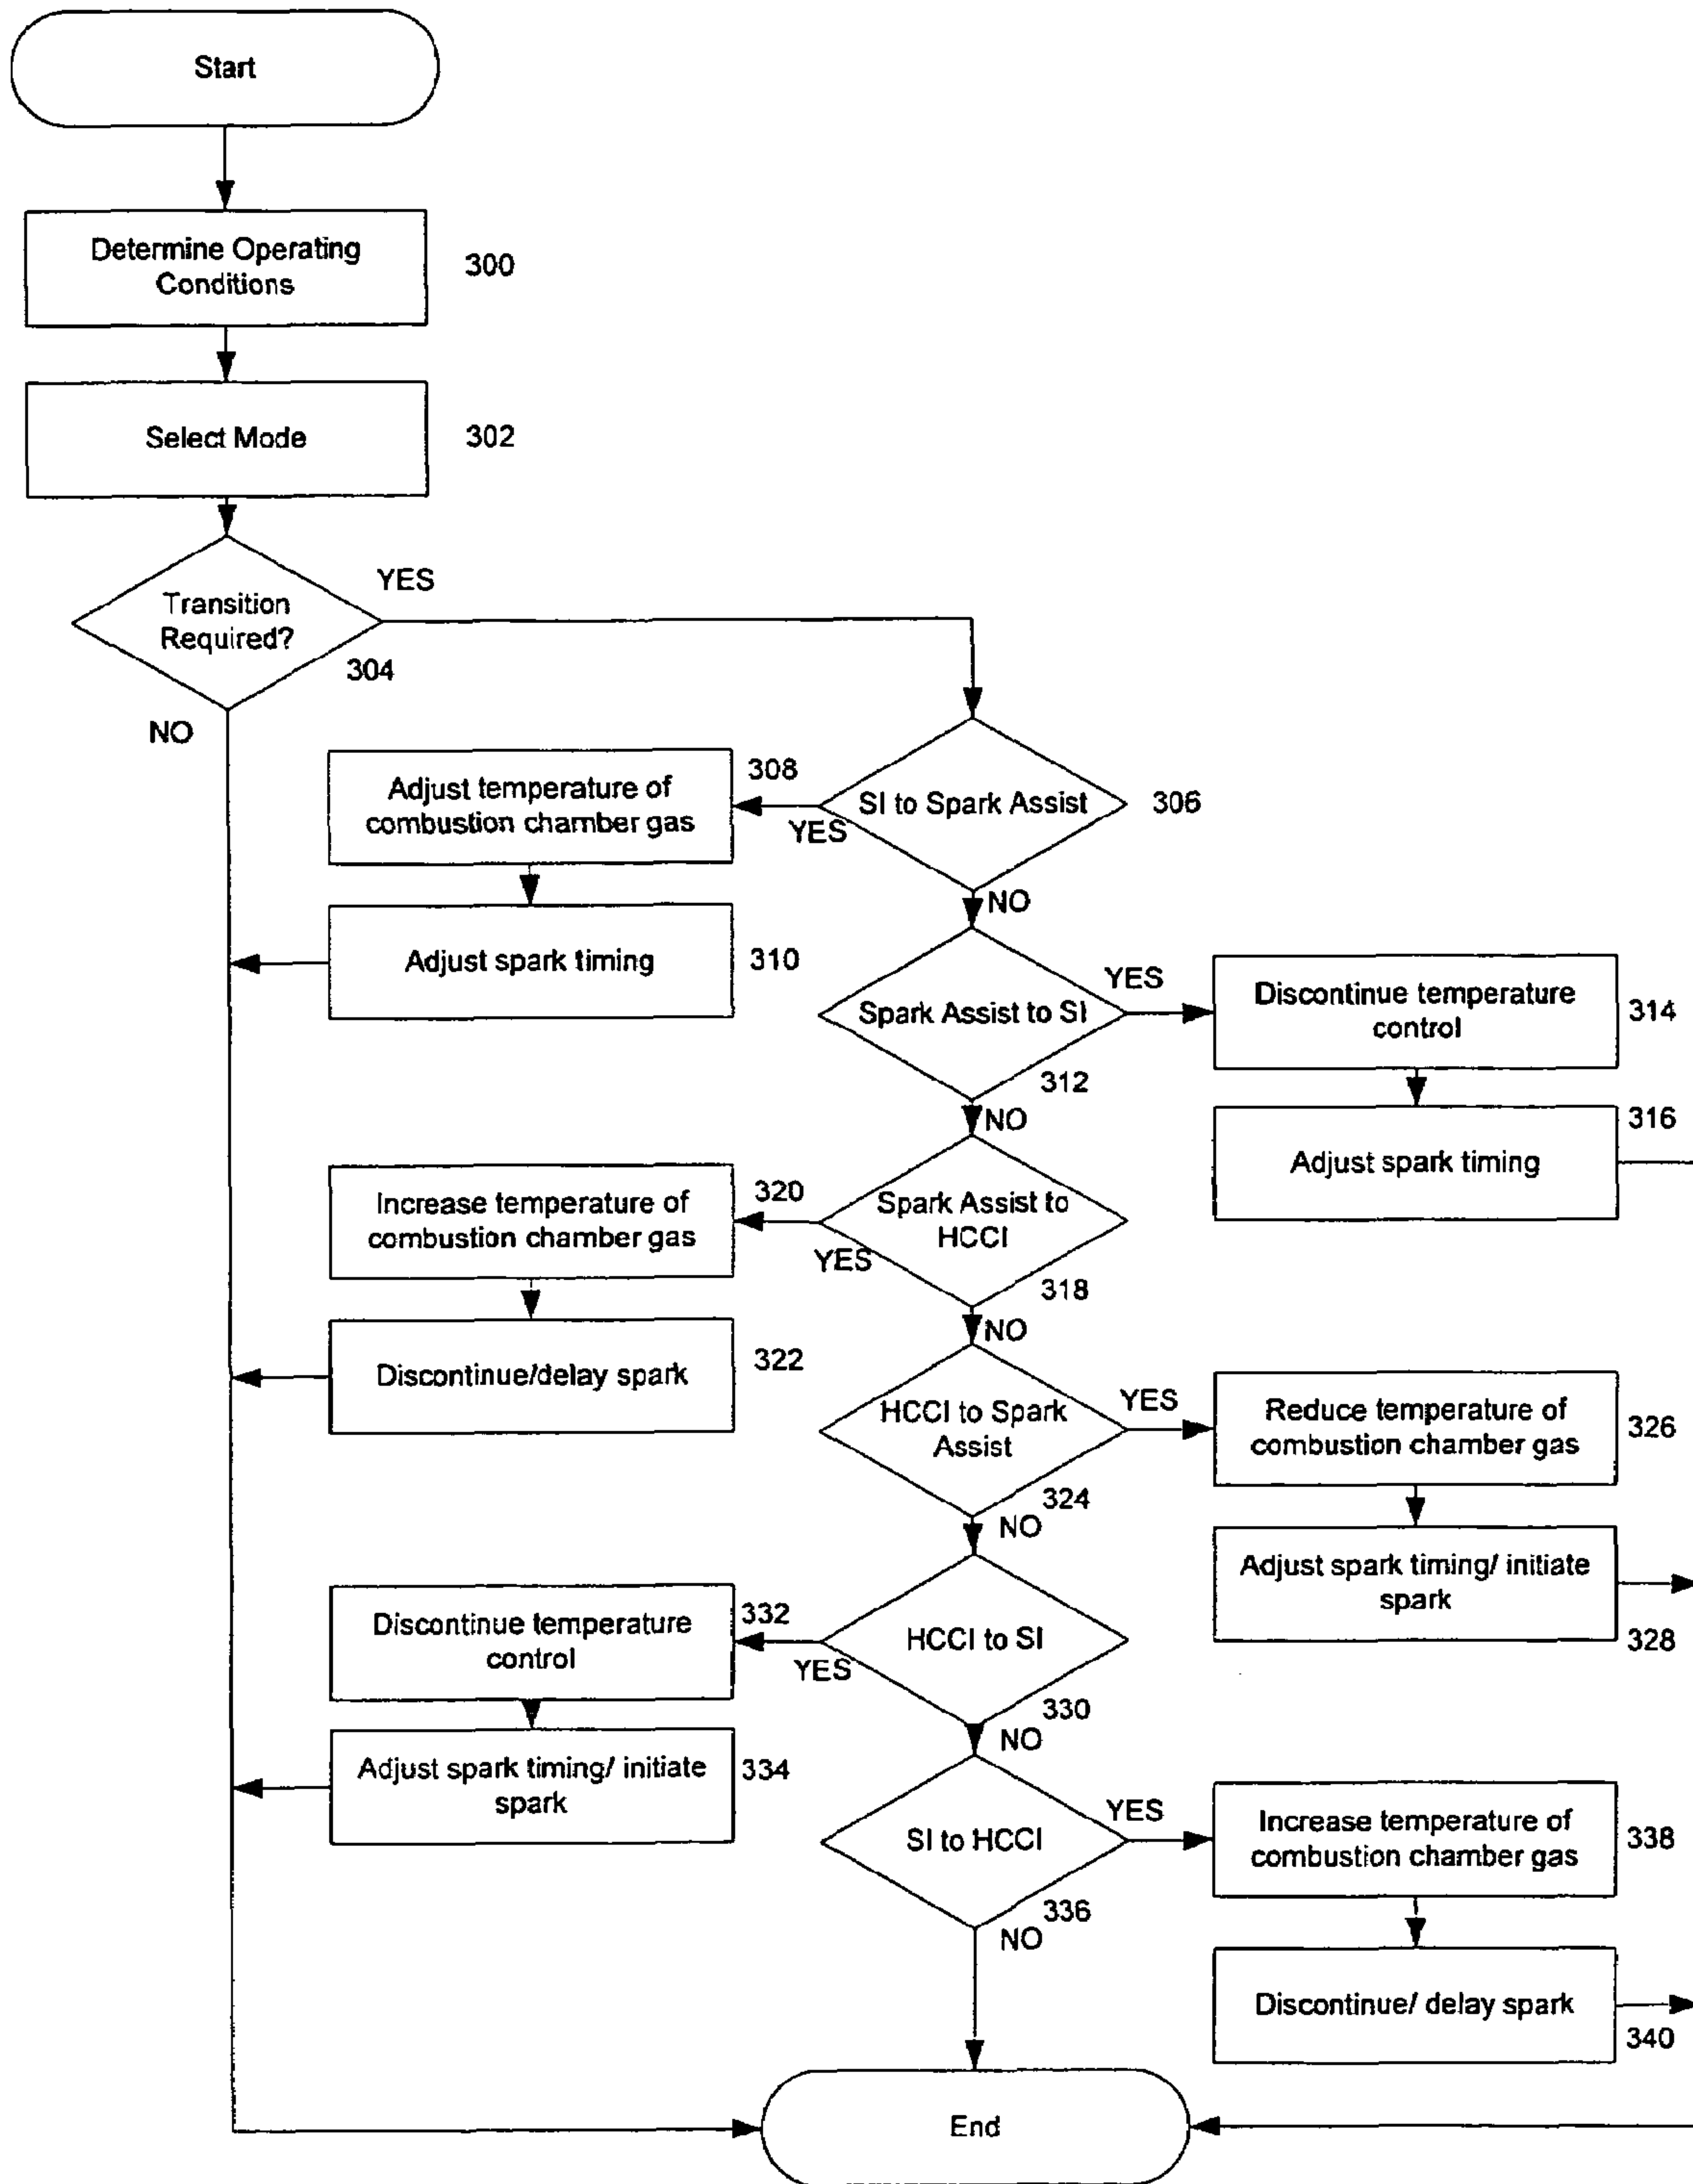 Start
Determine Operating
Conditions
300
Select Mode
302
YES
Transition
Required?
304
NO
308
Adjust temperature of
combustion chamber gas
SI to Spark Assist
306
YES
NO
Adjust spark timing
310
YES
Discontinue temperature
control
314
Spark Assist to SI
312
NO
316
Adjust spark timing
320
Increase temperature of
combustion chamber gas
Spark Assist to
HCCI
YES
318
NO
Discontinue/delay spark
322
HCCI to Spark
Assist
YES
Reduce temperature of
combustion chamber gas
326
324
NO
Adjust spark timing/ initiate
spark
328
332
Discontinue temperature
control
HCCI to SI
YES
330
NO
Adjust spark timing/ initiate
spark
334
YES
SI to HCCI
Increase temperature of
combustion chamber gas
338
336
NO
Discontinue/ delay spark
340
End